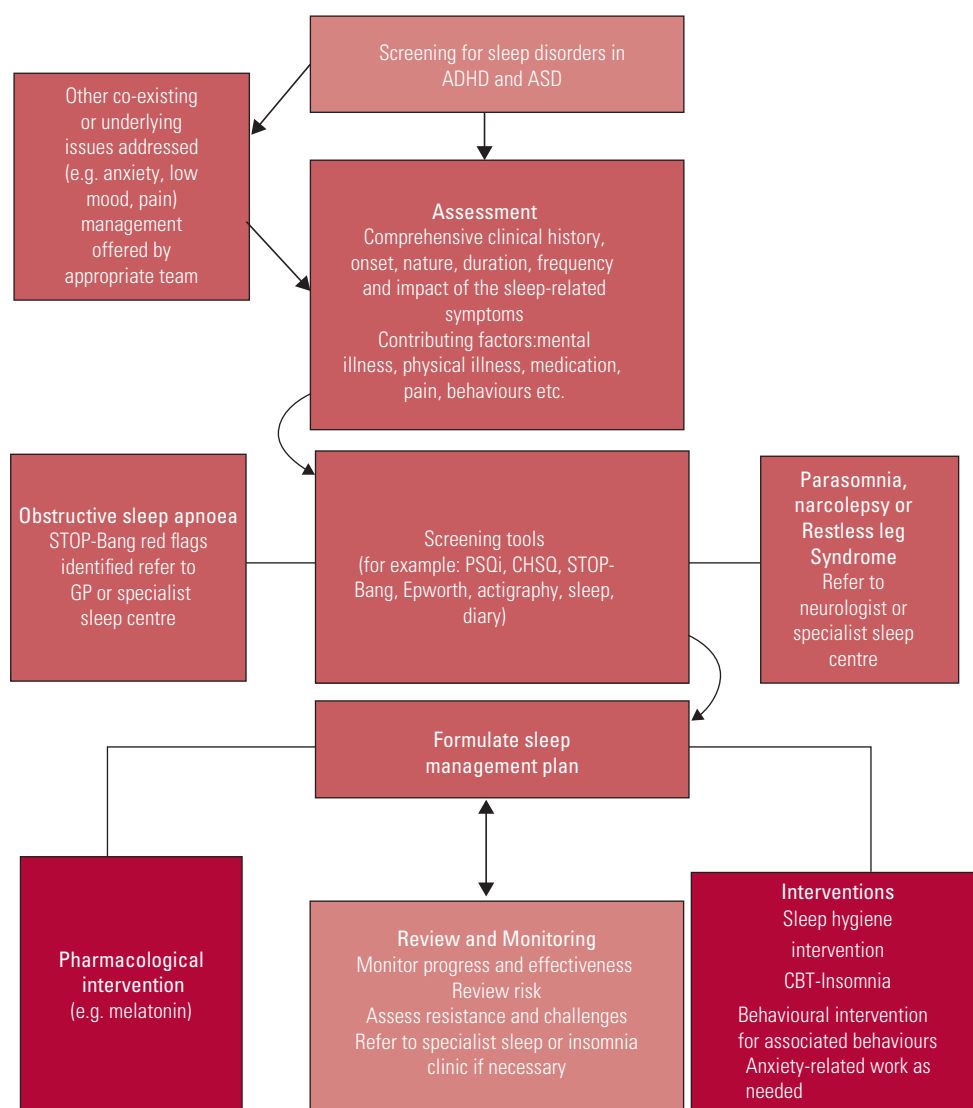 Screening for sleep disorders in
ADHD and ASD
Other co-existing
or underlying
issues addressed
(e.g. anxiety, low
mood, pain)
management
offered by
appropriate team
Assessment
Comprehensive clinical history,
onset, nature, duration, frequency
and impact of the sleep-related
symptoms
Contributing factors:mental
illness, physical illness, medication,
pain, behaviours etc.
Obstructive sleep apnoea
STOP-Bang red flags
identified refer to
GP or specialist
sleep centre
Screening tools
(for example: PSQi, CHSQ, STOP-
Bang, Epworth, actigraphy, sleep,
diary)
Parasomnia,
narcolepsy or
Restless leg
Syndrome
Refer to
neurologist or
specialist sleep
centre
Formulate sleep
management plan
Pharmacological
intervention
(e.g. melatonin)
Review and Monitoring
Monitor progress and effectiveness
Review risk
Assess resistance and challenges
Refer to specialist sleep or insomnia
clinic if necessary
Interventions
Sleep hygiene
intervention
CBT-Insomnia
Behavioural intervention
for associated behaviours
Anxiety-related work as
needed